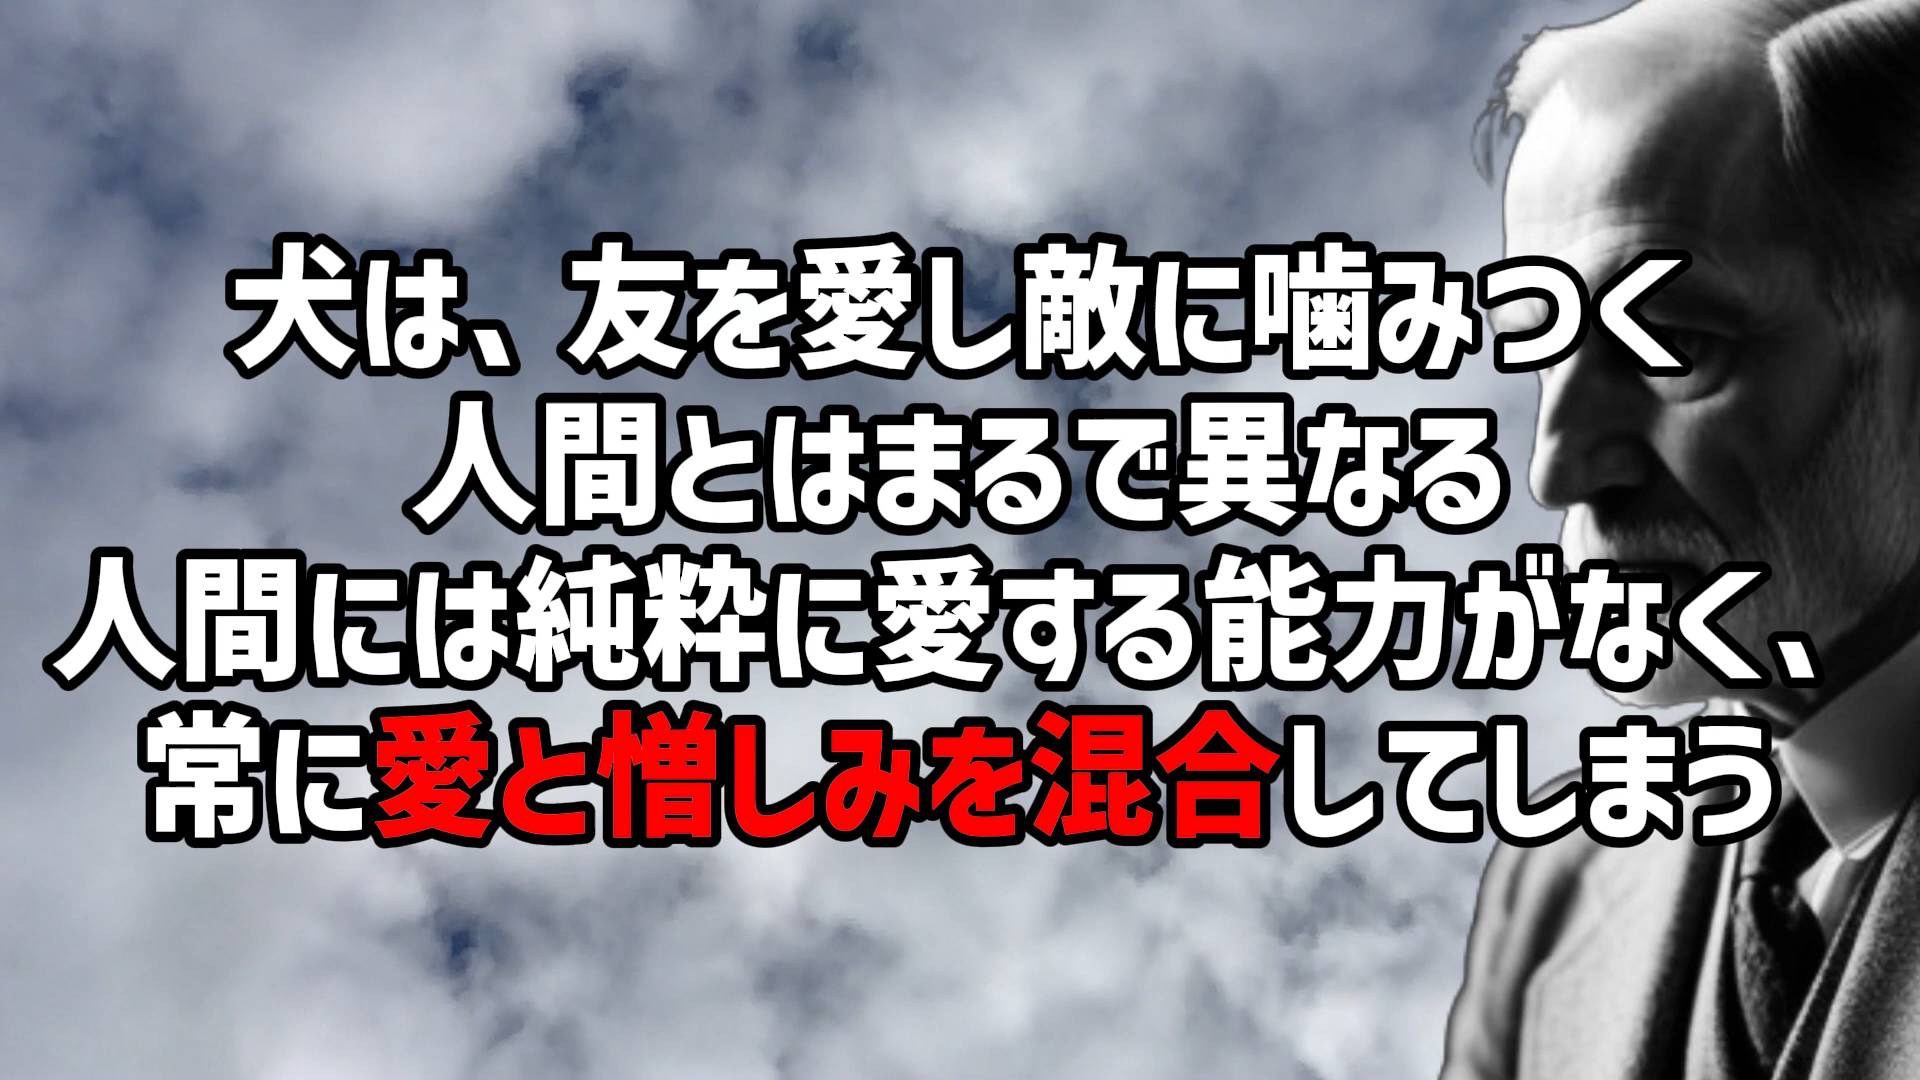 犬は、友を愛し敵に噛みつく
人間とはまるで異なる
人間には純粋に愛する能力がなく、
常に愛と憎しみを混合してしまう